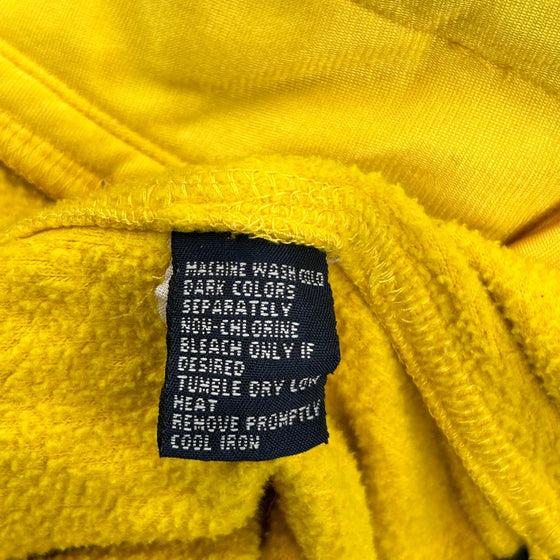 MACHINE WASH COLD
DARK COLORS
SEPARATELY
NON-CHLORINE
BLEACH ONLY IF
DESIRED
TUMBLE DRY LOW
HEAT
REMOVE PROMPTLY
COOL IRON